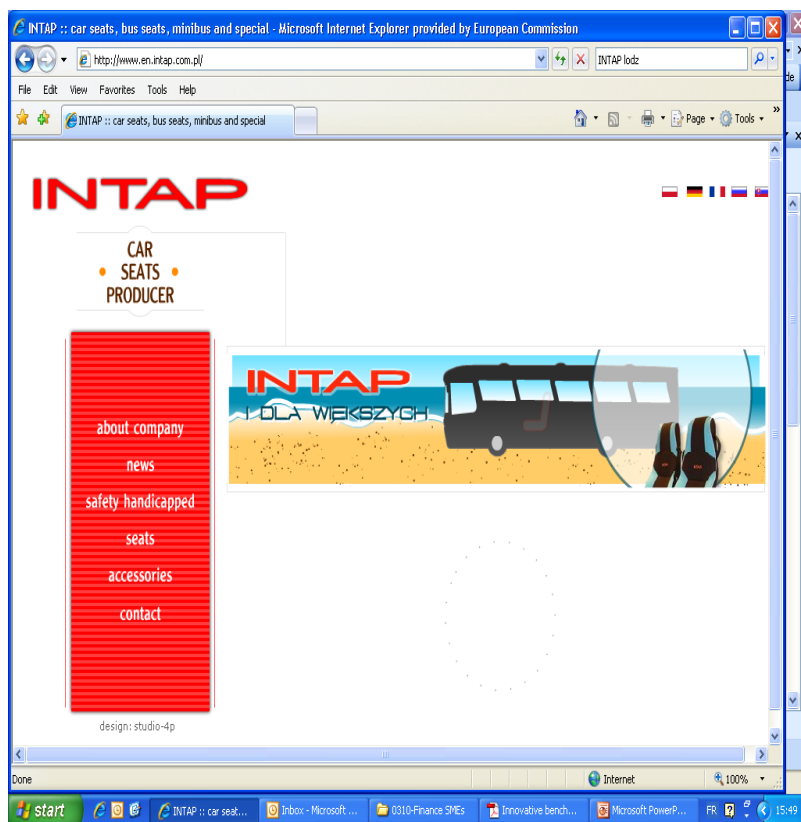 INTAP :: car seats, bus seats, minibus and special - Microsoft Internet Explorer provided by European Commission
http://www.en.intap.com.pl/
INTAP lodz
File Edit View Favorites Tools Help
INTAP :: car seats, bus seats, minibus and special
Page Tools
INTAP
CAR
SEATS
PRODUCER
INTAP
I DLA WIĘKSZYCH
about company
news
safety handicapped
seats
accessories
contact
design: studio-4p
Done
Internet
100%
start
INTAP :: car seat...
Inbox - Microsoft ...
0310-Finance SMEs
Innovative bench...
Microsoft PowerP...
FR
15:49